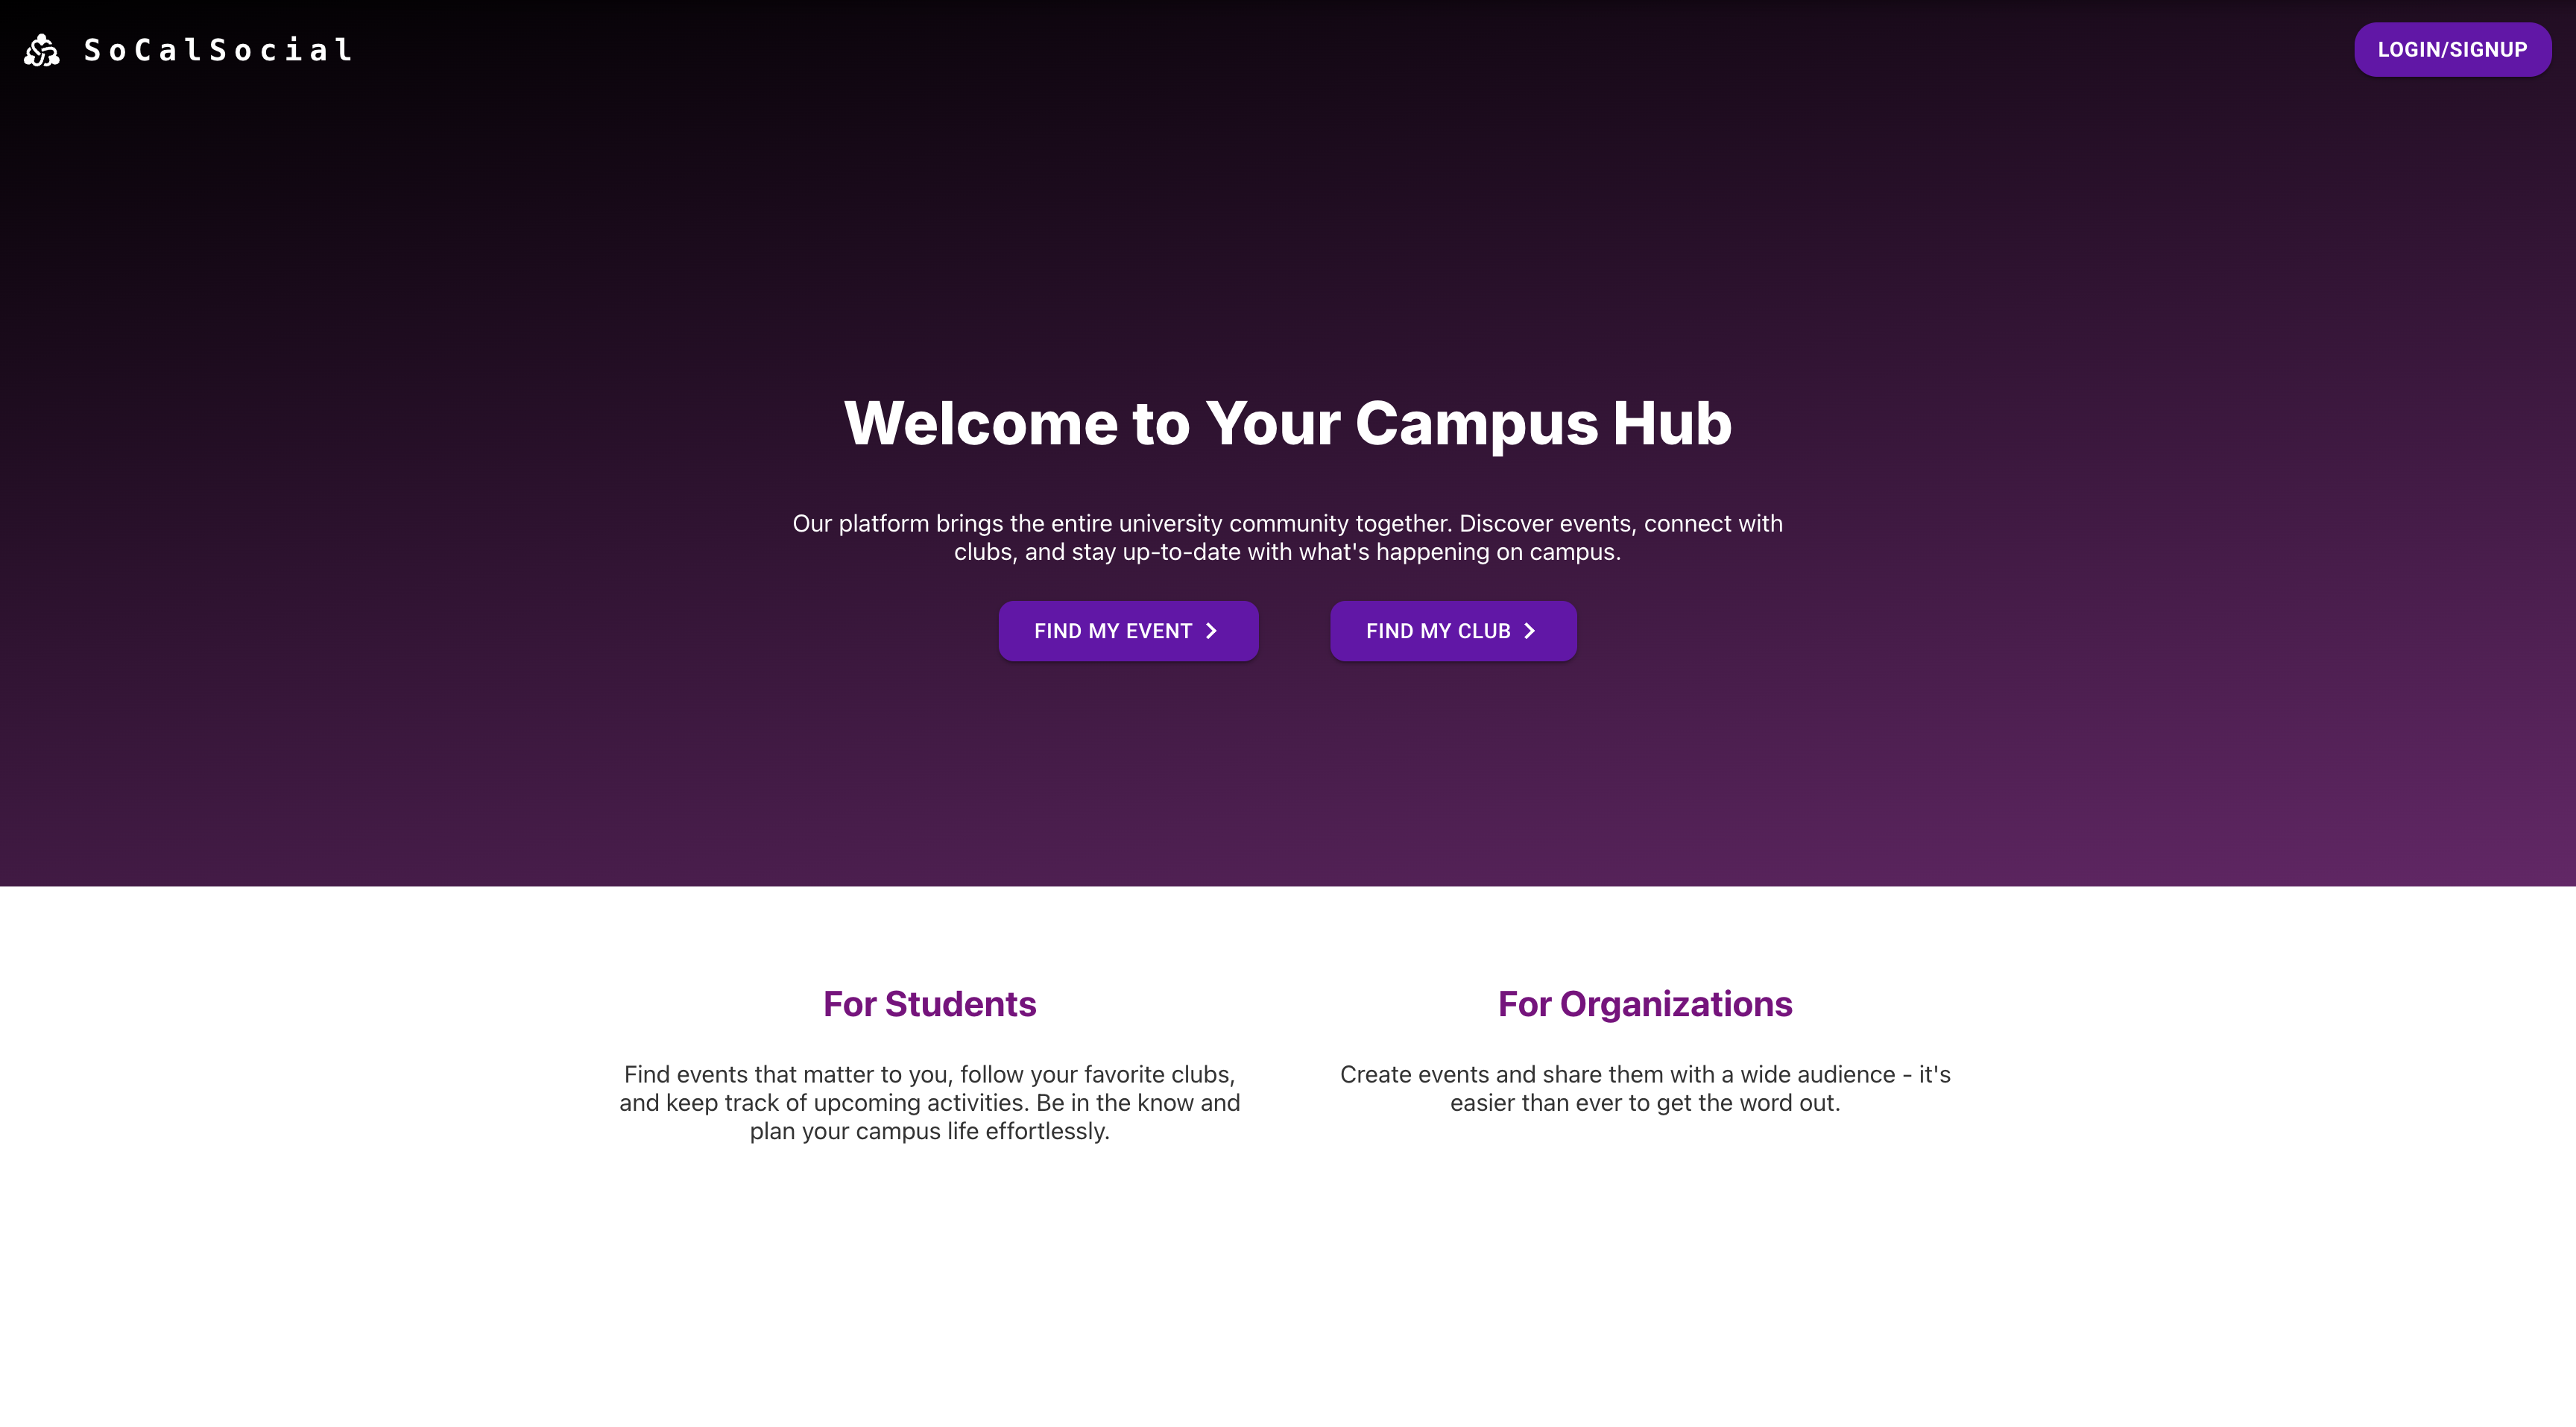 SoCalSocial
LOGIN/SIGNUP
Welcome to Your Campus Hub
Our platform brings the entire university community together. Discover events, connect with
clubs, and stay up-to-date with what's happening on campus.
FIND MY EVENT
FIND MY CLUB
For Students
Find events that matter to you, follow your favorite clubs,
and keep track of upcoming activities. Be in the know and
plan your campus life effortlessly.
For Organizations
Create events and share them with a wide audience - it's
easier than ever to get the word out.